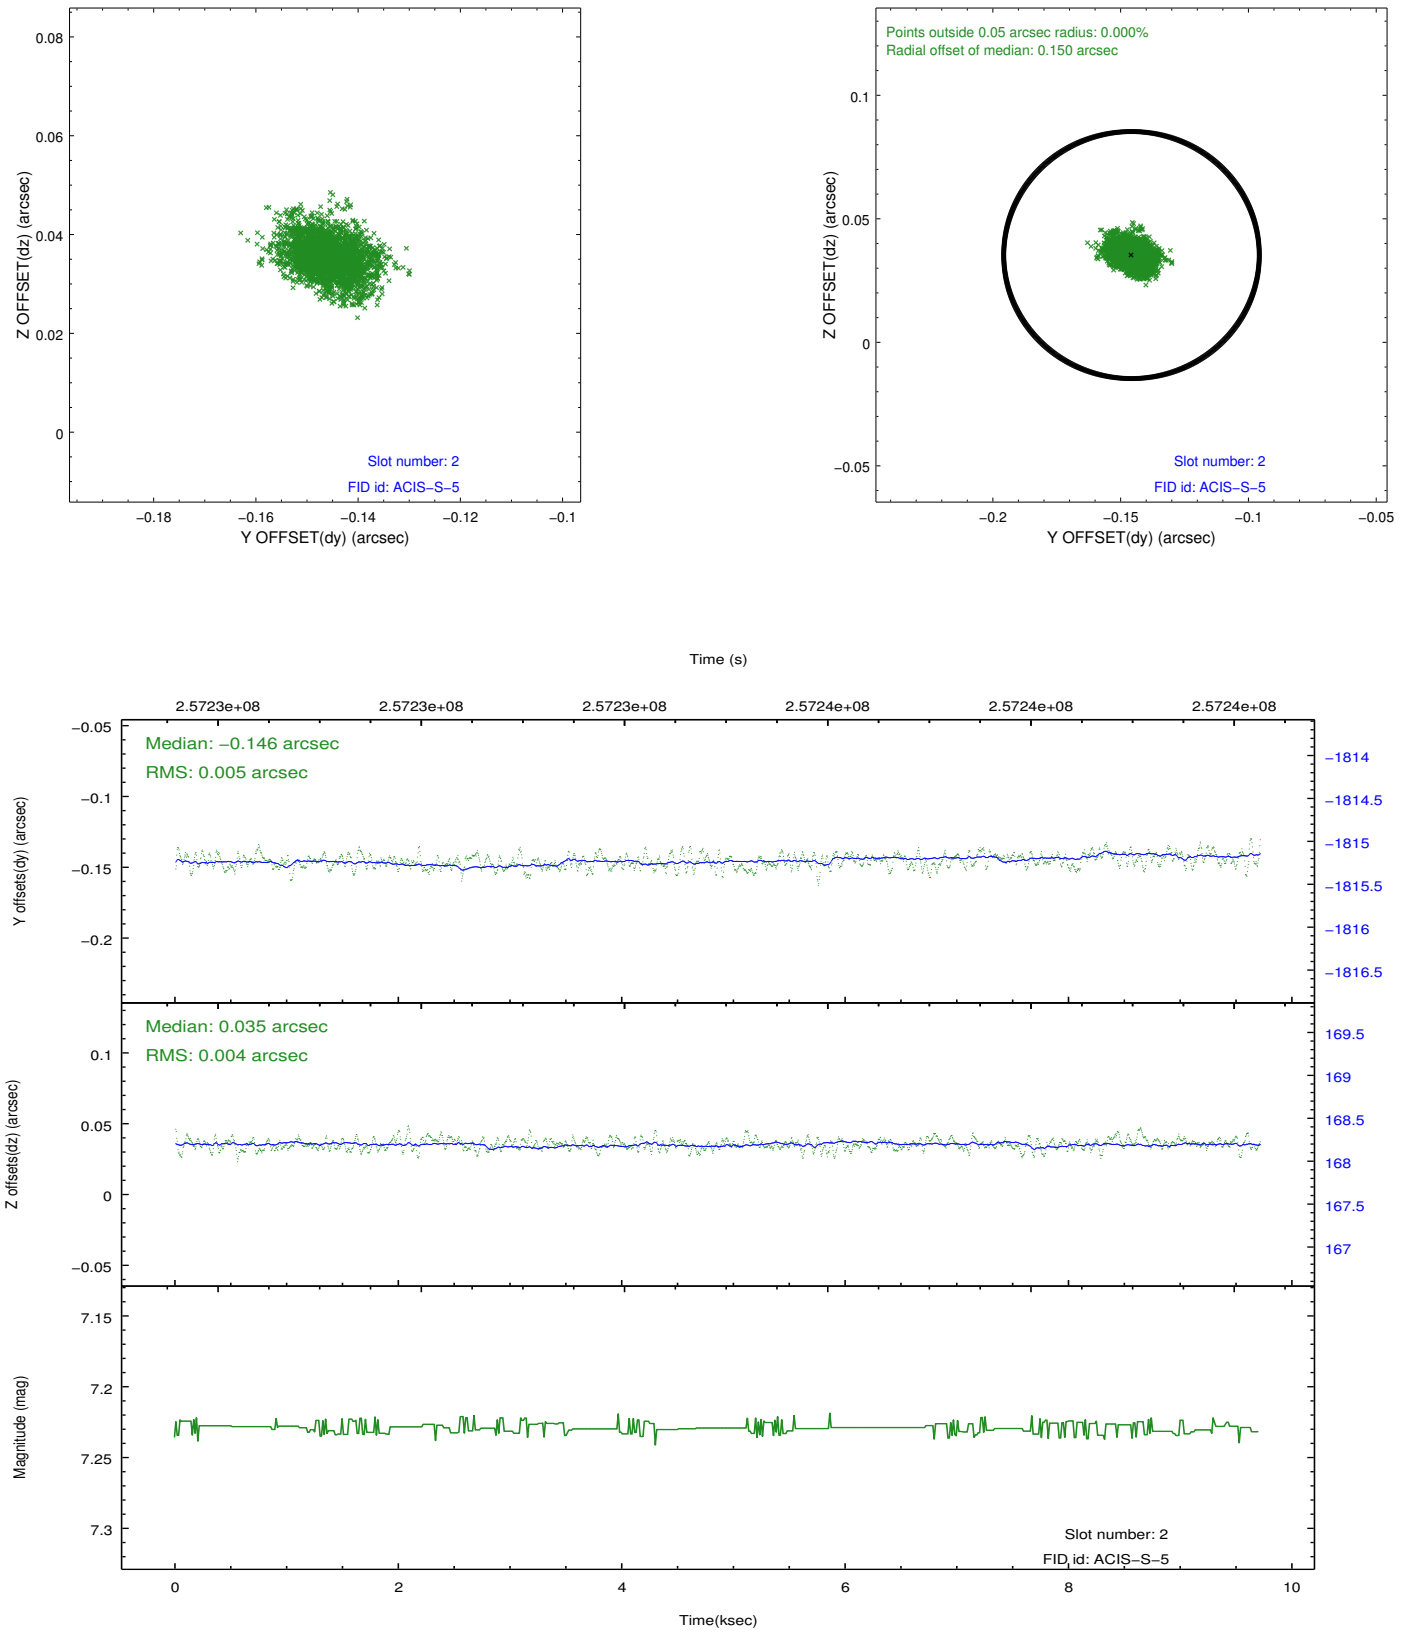 0.08
0.06
0.04
0.02
0
Z OFFSET(dz) (arcsec)
Slot number: 2
FID id: ACIS−S−5
−0.18
−0.16
−0.14
−0.12
−0.1
Y OFFSET(dy) (arcsec)
Points outside 0.05 arcsec radius: 0.000%
Radial offset of median: 0.150 arcsec
0.1
0.05
0
−0.05
Z OFFSET(dz) (arcsec)
Slot number: 2
FID id: ACIS−S−5
−0.2
−0.15
−0.1
−0.05
Y OFFSET(dy) (arcsec)
Time (s)
2.5723e+08
2.5723e+08
2.5723e+08
2.5724e+08
2.5724e+08
2.5724e+08
−0.05
−0.1
−0.15
−0.2
Y offsets(dy) (arcsec)
Median: −0.146 arcsec
RMS: 0.005 arcsec
−1814
−1814.5
−1815
−1815.5
−1816
−1816.5
0.1
0.05
0
−0.05
Z offsets(dz) (arcsec)
Median: 0.035 arcsec
RMS: 0.004 arcsec
169.5
169
168.5
168
167.5
167
7.15
7.2
7.25
7.3
Magnitude (mag)
Slot number: 2
FID id: ACIS−S−5
0
2
4
6
8
10
Time(ksec)